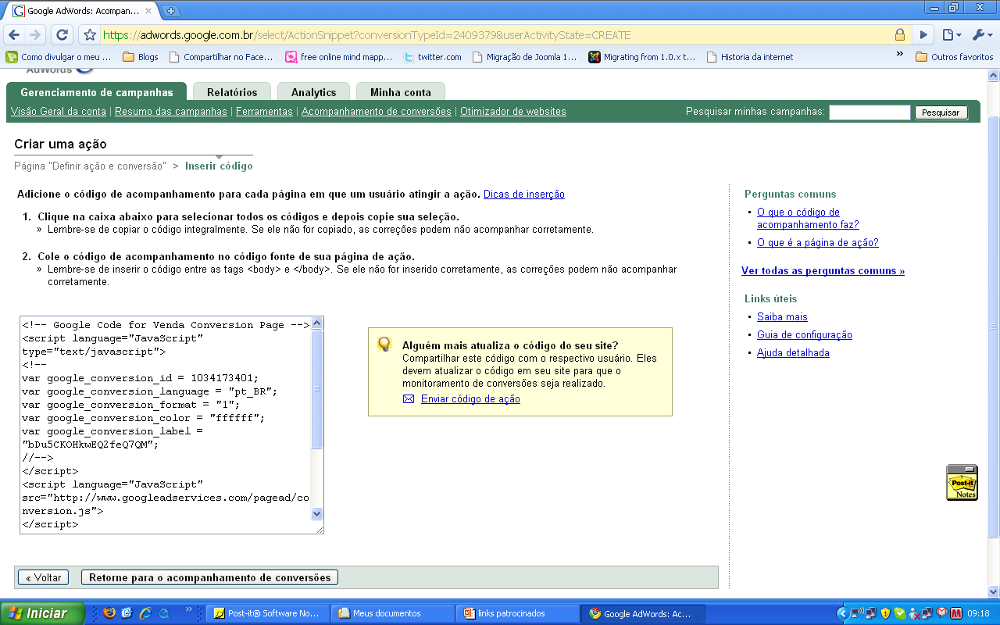 Google AdWords: Acompan...
https://adwords.google.com.br/select/ActionSnippet?conversionTypeId=2409379&userActivityState=CREATE
Como divulgar o meu ...
Blogs
Compartilhar no Face...
free online mind mapp...
twitter.com
Migração de Joomla 1...
Migrating from 1.0.x t...
Historia da internet
»
Outros favoritos
AdWords
Gerenciamento de campanhas
Relatórios
Analytics
Minha conta
Visão Geral da conta | Resumo das campanhas | Ferramentas | Acompanhamento de conversões | Otimizador de websites
Pesquisar minhas campanhas:
Pesquisar
Criar uma ação
Página "Definir ação e conversão" > Inserir código
Adicione o código de acompanhamento para cada página em que um usuário atingir a ação. Dicas de inserção
1. Clique na caixa abaixo para selecionar todos os códigos e depois copie sua seleção.
» Lembre-se de copiar o código integralmente. Se ele não for copiado, as correções podem não acompanhar corretamente.
2. Cole o código de acompanhamento no código fonte de sua página de ação.
» Lembre-se de inserir o código entre as tags <body> e </body>. Se ele não for inserido corretamente, as correções podem não acompanhar
corretamente.
<!-- Google Code for Venda Conversion Page -->
<script language="JavaScript"
type="text/javascript">
<!--
var google_conversion_id = 1034173401;
var google_conversion_language = "pt_BR";
var google_conversion_format = "1";
var google_conversion_color = "ffffff";
var google_conversion_label =
"bDu5CKOHkwEQ2feQ7QM";
//-->
</script>
<script language="JavaScript"
src="http://www.googleadservices.com/pagead/co
nversion.js">
</script>
Alguém mais atualiza o código do seu site?
Compartilhar este código com o respectivo usuário. Eles
devem atualizar o código em seu site para que o
monitoramento de conversões seja realizado.
Enviar código de ação
Perguntas comuns
• O que o código de
acompanhamento faz?
• O que é a página de ação?
Ver todas as perguntas comuns »
Links úteis
• Saiba mais
• Guia de configuração
• Ajuda detalhada
Post-it
Notes
« Voltar
Retorne para o acompanhamento de conversões
Iniciar
»
Post-it® Software No...
Meus documentos
links patrocinados
Google AdWords: Ac...
09:18